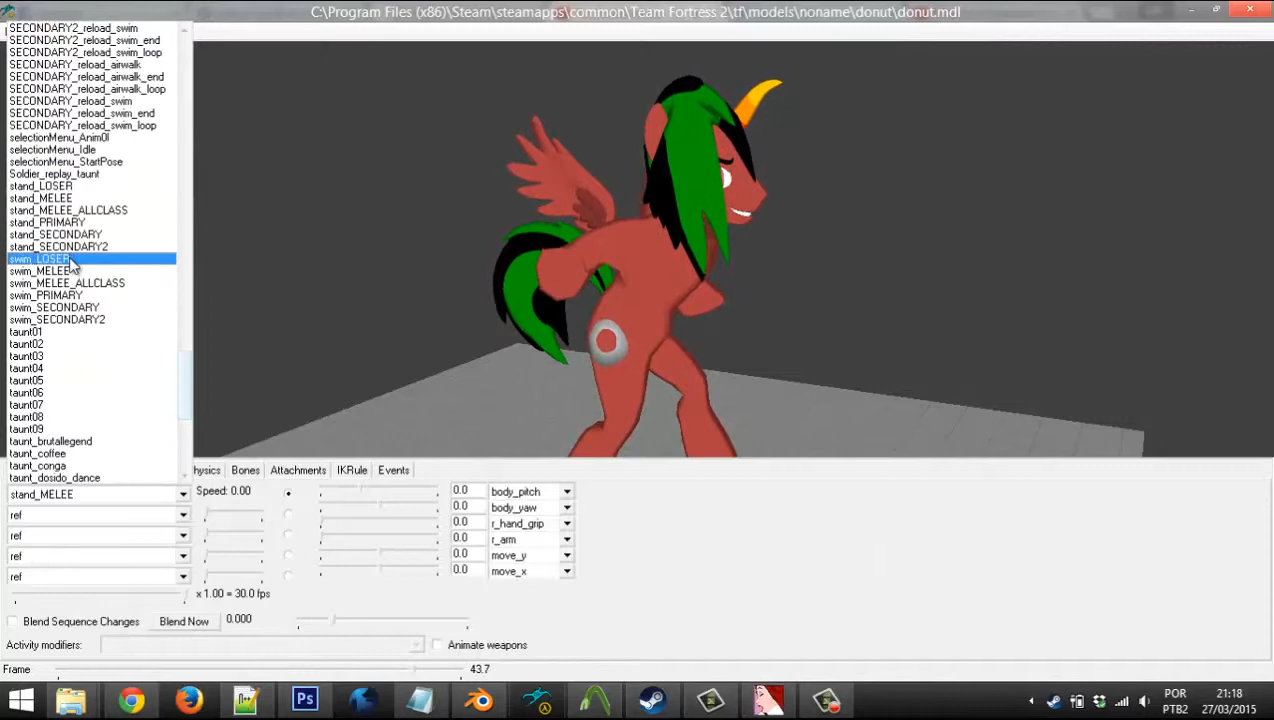 C:\Program Files (x86)\Steam\steamapps\common\Team Fortress 2\tf\models\noname\donut\donut.mdl
SECONDARY2_reload_swim
SECONDARY2_reload_swim_end
SECONDARY2_reload_swim_loop
SECONDARY_reload_airwalk
SECONDARY_reload_airwalk_end
SECONDARY_reload_airwalk_loop
SECONDARY_reload_swim
SECONDARY_reload_swim_end
SECONDARY_reload_swim_loop
selectionMenu_Anim0l
selectionMenu_Idle
selectionMenu_StartPose
Soldier_replay_taunt
stand_LOSER
stand_MELEE
stand_MELEE_ALLCLASS
stand_PRIMARY
stand_SECONDARY
stand_SECONDARY2
swim_LOSER
swim_MELEE
swim_MELEE_ALLCLASS
swim_PRIMARY
swim_SECONDARY
swim_SECONDARY2
taunt01
taunt02
taunt03
taunt04
taunt05
taunt06
taunt07
taunt08
taunt09
taunt_brutallegend
taunt_coffee
taunt_conga
taunt_dosido_dance
hysics Bones Attachments IKRule Events
stand_MELEE Speed: 0.00 0.0 body_pitch
0.0 body_yaw
ref 0.0 r_hand_grip
ref 0.0 r_arm
ref 0.0 move_y
ref 0.0 move_x
x 1.00 = 30.0 fps
Blend Sequence Changes Blend Now 0.000
Activity modifiers: Animate weapons
Frame 43.7
POR 21:18
PTB2 27/03/2015